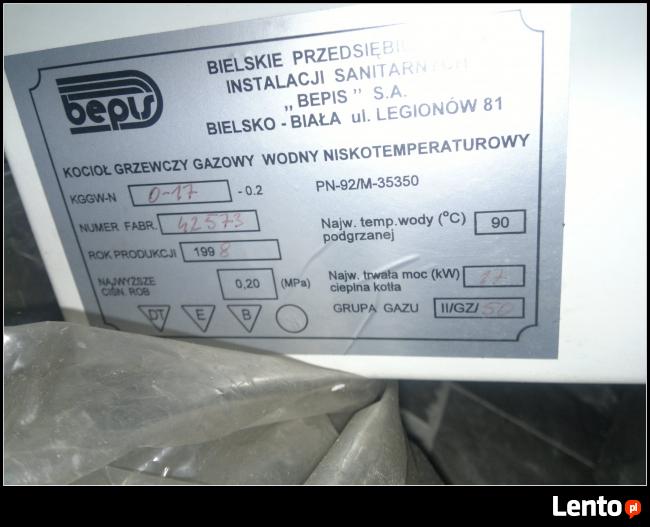 bepis
BIELSKIE PRZEDSIĘBI
INSTALACJI SANITARNYCH
„BEPIS” S.A.
BIELSKO - BIAŁA ul. LEGIONÓW 81
KOCIOŁ GRZEWCZY GAZOWY WODNY NISKOTEMPERATUROWY
KGGW-N 0-17 - 0.2 PN-92/M-35350
NUMER FABR. 42573
ROK PRODUKCJI 1998
NAJWYŻSZE CIŚN. ROB 0,20 (MPa)
DT E B
Najw. temp.wody (°C) 90
podgrzanej
Najw. trwała moc (kW) 17
cieplna kotła
GRUPA GAZU II/GZ/50
Lento.pl